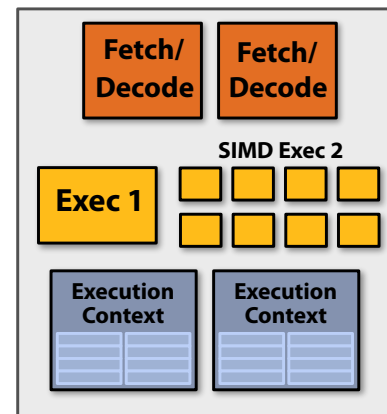 Fetch/
Decode
Fetch/
Decode
SIMD Exec 2
Exec 1
Execution
Context
Execution
Context